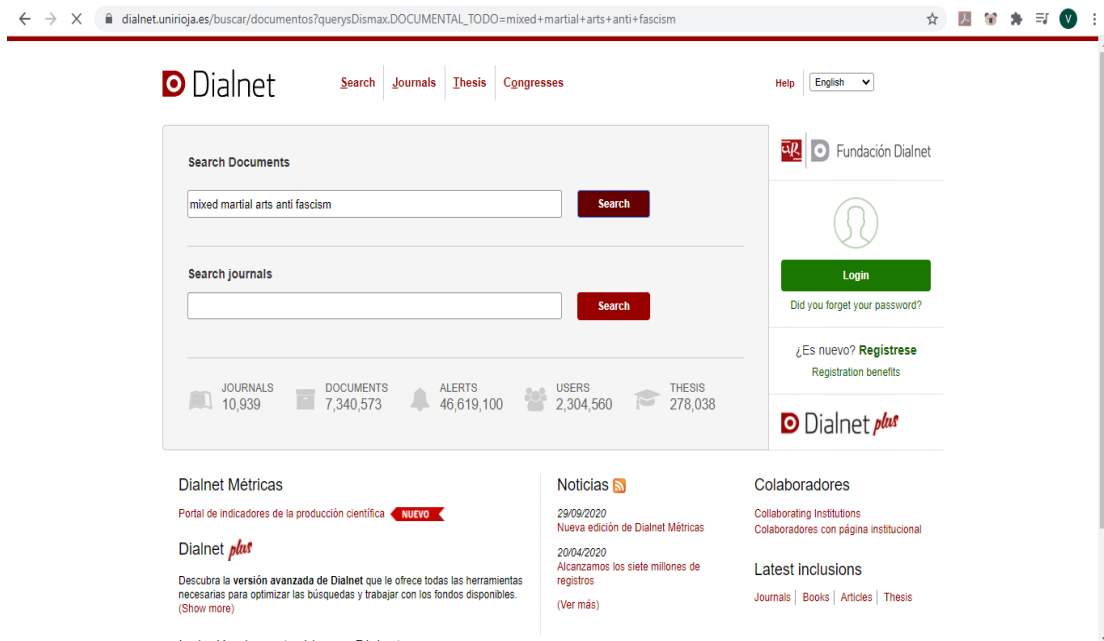 dialnet.unirioja.es/buscar/documentos?querysDismax.DOCUMENTAL_TODO=mixed+martial+arts+anti+fascism
V
Dialnet
Search
Journals
Thesis
Congresses
Help
English
Search Documents
mixed martial arts anti fascism
Search
Search journals
Search
JOURNALS
10,939
DOCUMENTS
7,340,573
ALERTS
46,619,100
USERS
2,304,560
THESIS
278,038
Fundación Dialnet
Login
Did you forget your password?
¿Es nuevo? Regístrese
Registration benefits
Dialnet plus
Dialnet Métricas
Portal de indicadores de la producción científica NUEVO
Dialnet plus
Descubra la versión avanzada de Dialnet que le ofrece todas las herramientas
necesarias para optimizar las búsquedas y trabajar con los fondos disponibles.
(Show more)
Noticias
29/09/2020
Nueva edición de Dialnet Métricas
20/04/2020
Alcanzamos los siete millones de
registros
(Ver más)
Colaboradores
Collaborating Institutions
Colaboradores con página institucional
Latest inclusions
Journals
Books
Articles
Thesis